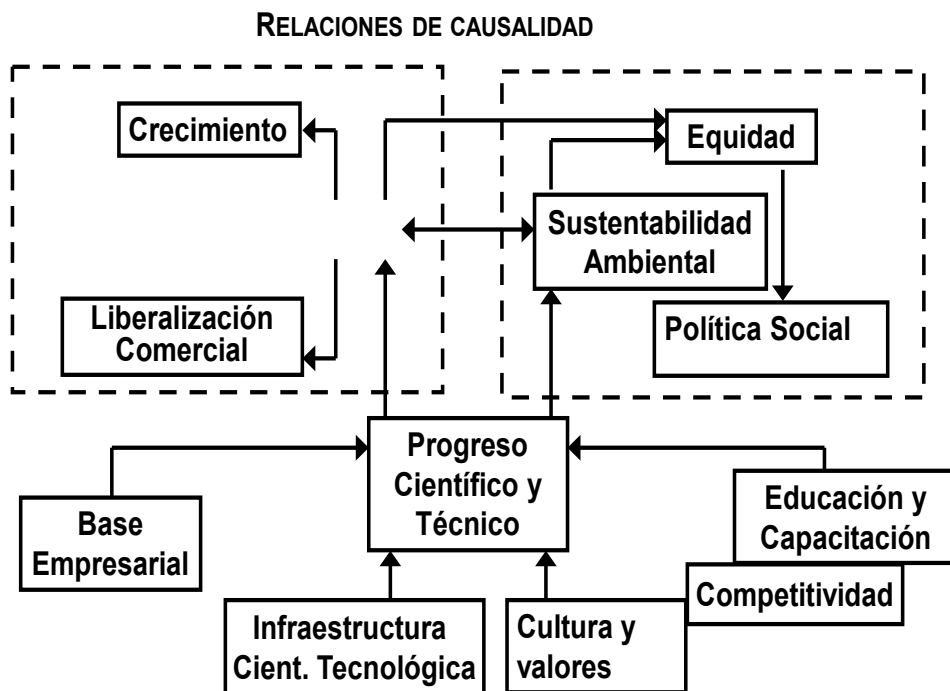 RELACIONES DE CAUSALIDAD
Crecimiento
Equidad
Sustentabilidad
Ambiental
Liberalización
Comercial
Política Social
Progreso
Científico y
Técnico
Base
Empresarial
Educación y
Capacitación
Competitividad
Infraestructura
Cient. Tecnológica
Cultura y
valores